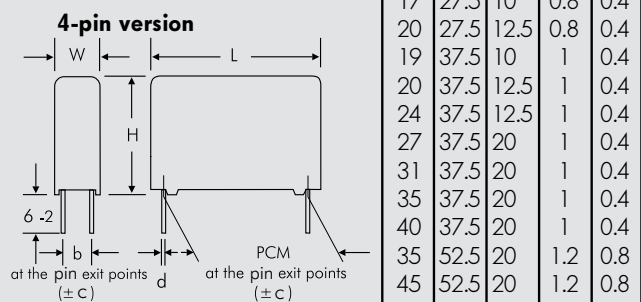 4-pin version
W
L
H
6 -2
b
d
PCM
at the pin exit points
(± c)
at the pin exit points
(± c)
17 27.5 10 0.8 0.4
20 27.5 12.5 0.8 0.4
19 37.5 10 1 0.4
20 37.5 12.5 1 0.4
24 37.5 12.5 1 0.4
27 37.5 20 1 0.4
31 37.5 20 1 0.4
35 37.5 20 1 0.4
40 37.5 20 1 0.4
35 52.5 20 1.2 0.8
45 52.5 20 1.2 0.8